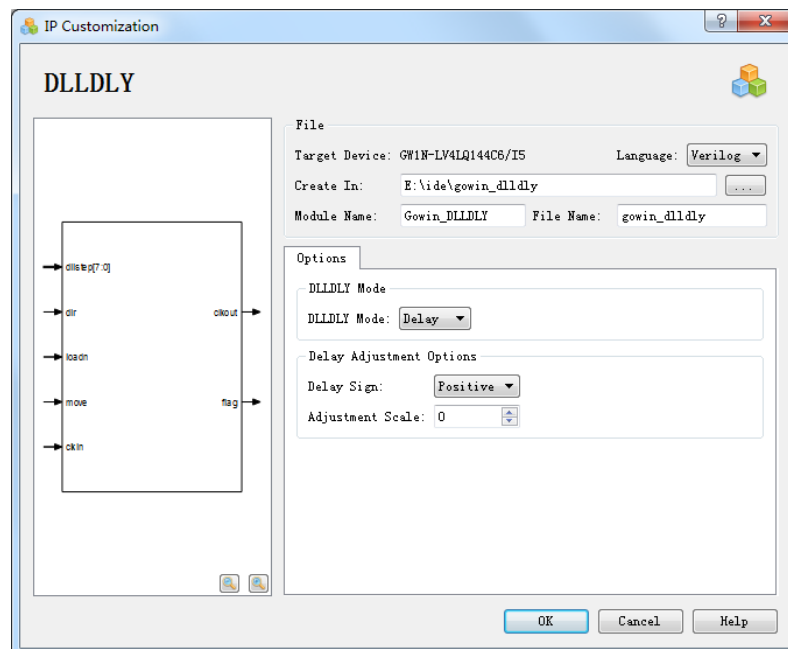 IP Customization
DLLDLY
File
Target Device: GW1N-LV4LQ144C6/I5 Language: Verilog
Create In: E:\ide\gowin_dlldly ...
Module Name: Gowin_DLLDLY File Name: gowin_dlldly
Options
DLLDLY Mode
DLLDLY Mode: Delay
Delay Adjustment Options
Delay Sign: Positive
Adjustment Scale: 0
dllstep[7:0]
dir clkout
loadn
move flag
clkin
OK Cancel Help